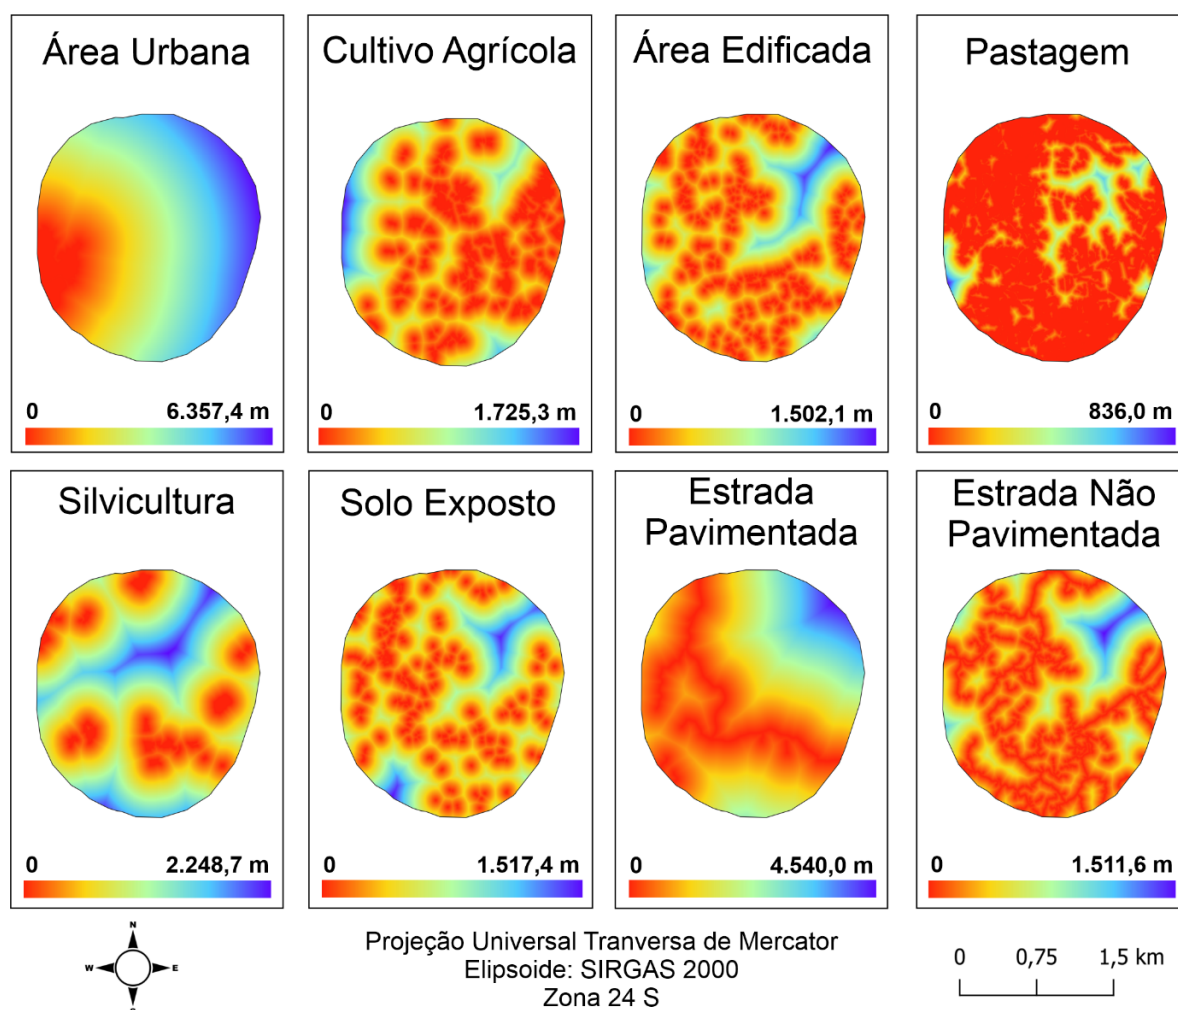 Área Urbana
0 6.357,4 m
Cultivo Agrícola
0 1.725,3 m
Área Edificada
0 1.502,1 m
Pastagem
0 836,0 m
Silvicultura
0 2.248,7 m
Solo Exposto
0 1.517,4 m
Estrada
Pavimentada
0 4.540,0 m
Estrada Não
Pavimentada
0 1.511,6 m
N
W E
Projeção Universal Tranversa de Mercator
Elipsoide: SIRGAS 2000
Zona 24 S
0 0,75 1,5 km